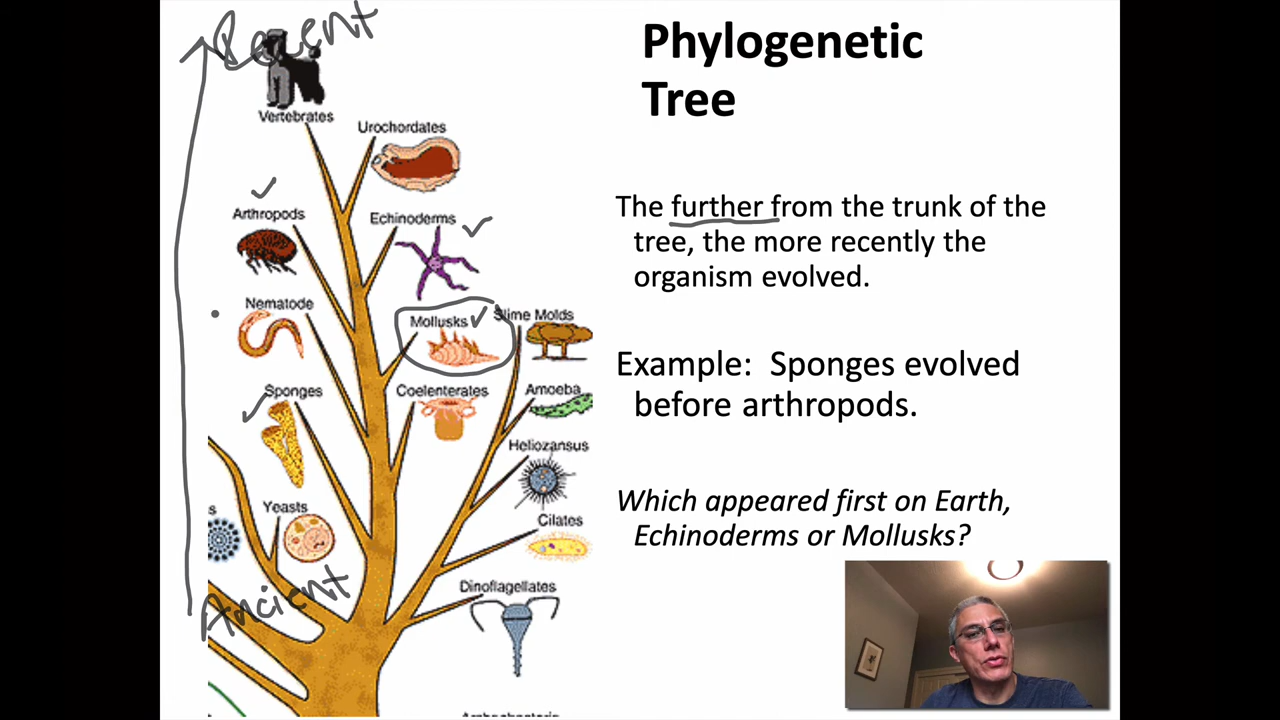 Recent
Phylogenetic
Tree
Vertebrates
Urochordates
Arthropods
Echinoderms
The further from the trunk of the
tree, the more recently the
organism evolved.
Nematode
Mollusks
Slime Molds
Example: Sponges evolved
before arthropods.
Sponges
Coelenterates
Amoeba
Heliozansus
Yeasts
s
Ciliates
Which appeared first on Earth,
Echinoderms or Mollusks?
Dinoflagellates
Ancient